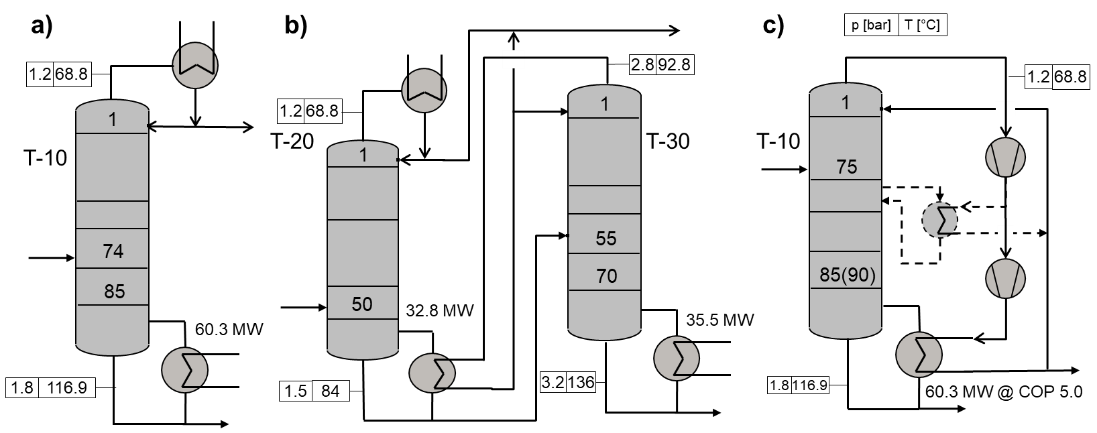 a)
1.2 68.8
1
T-10
74
85
60.3 MW
1.8 116.9
b)
1.2 68.8
T-20
1
50
32.8 MW
1.5 84
2.8 92.8
1
T-30
55
70
35.5 MW
3.2 136
c)
p [bar] T [°C]
1.2 68.8
1
T-10
75
85(90)
1.8 116.9
60.3 MW @ COP 5.0